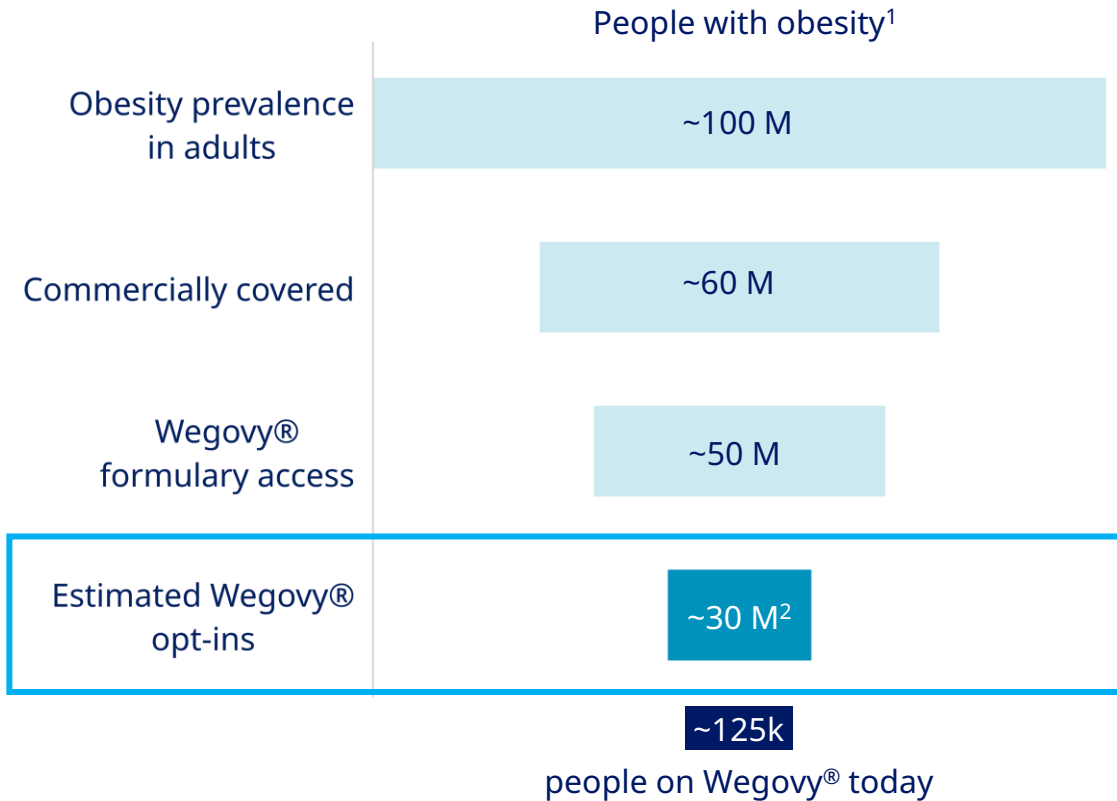 People with obesity¹
Obesity prevalence
in adults
~100 M
Commercially covered
~60 M
Wegovy®
formulary access
~50 M
Estimated Wegovy®
opt-ins
~30 M²
~125k
people on Wegovy® today